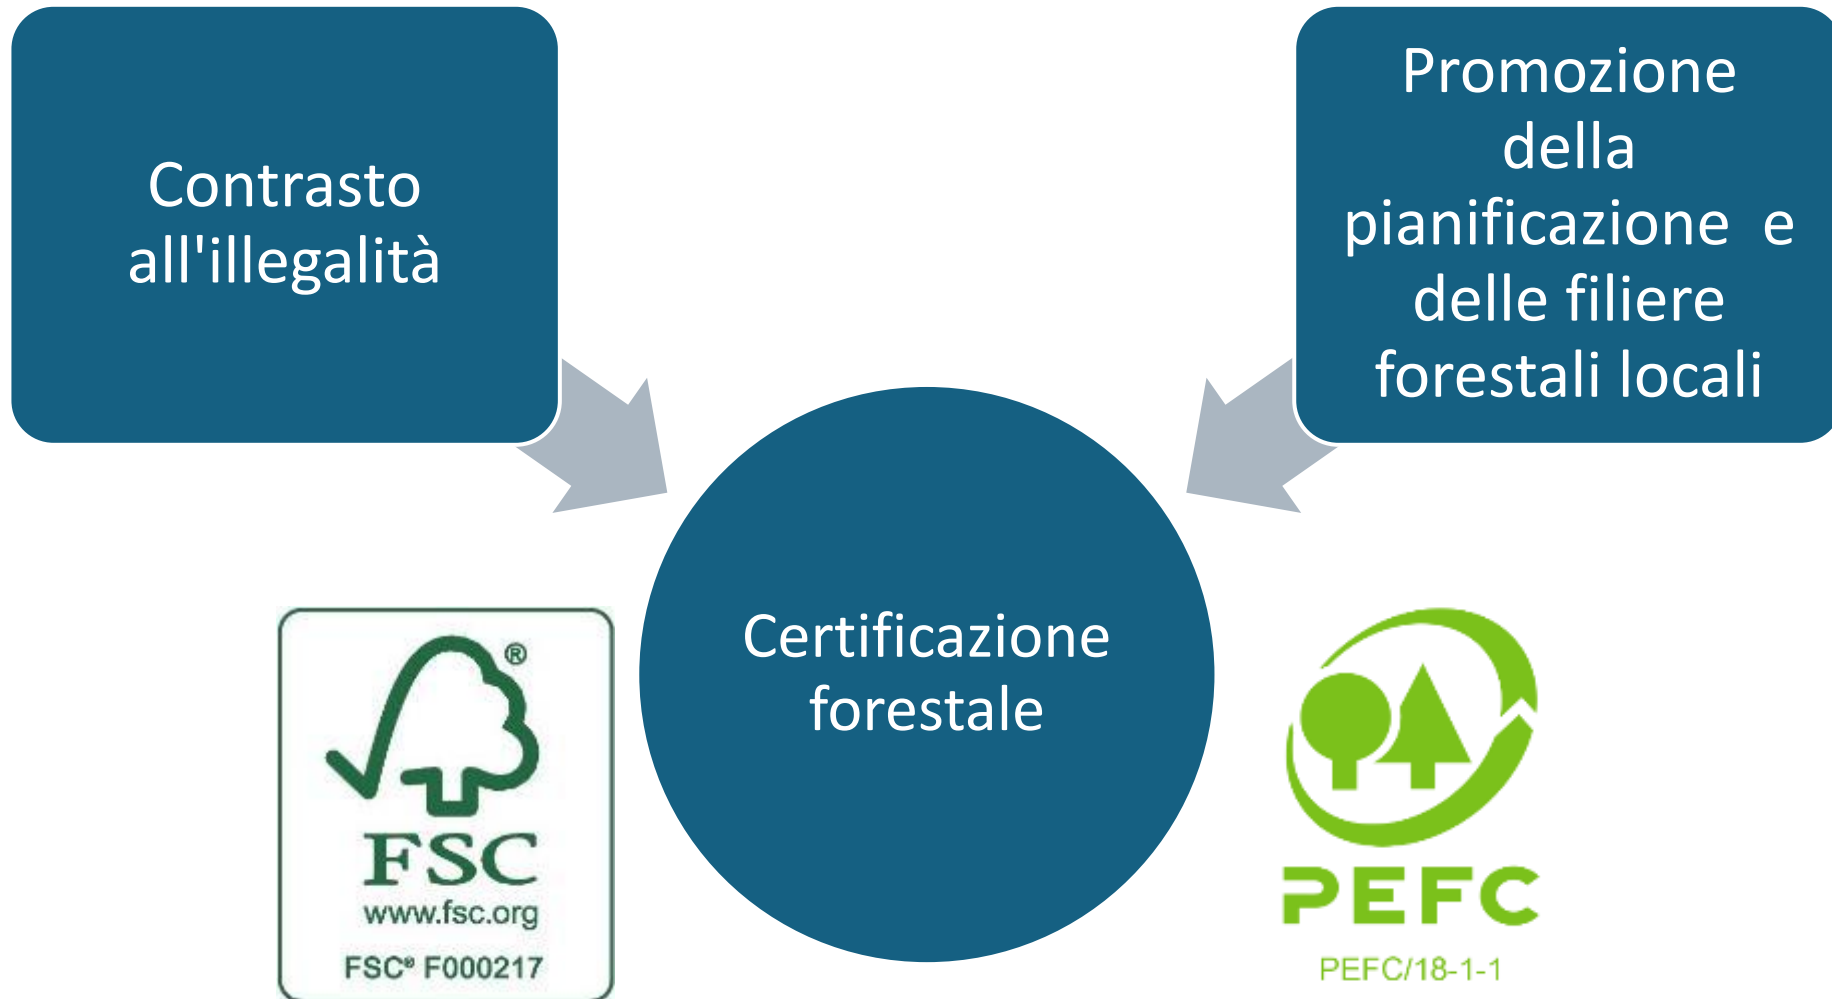 Contrasto
all'illegalità
Promozione
della
pianificazione  e
delle filiere
forestali locali
Certificazione
forestale
®
FSC
www.fsc.org
FSC® F000217
PEFC
PEFC/18-1-1